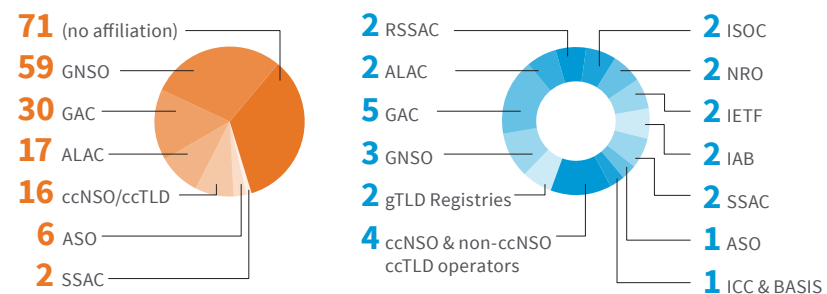 71 (no affiliation)
59 GNSO
30 GAC
17 ALAC
16 ccNSO/ccTLD
6 ASO
2 SSAC
2 RSSAC
2 ALAC
5 GAC
3 GNSO
2 gTLD Registries
4 ccNSO & non-ccNSO
ccTLD operators
2 ISOC
2 NRO
2 IETF
2 IAB
2 SSAC
1 ASO
1 ICC & BASIS